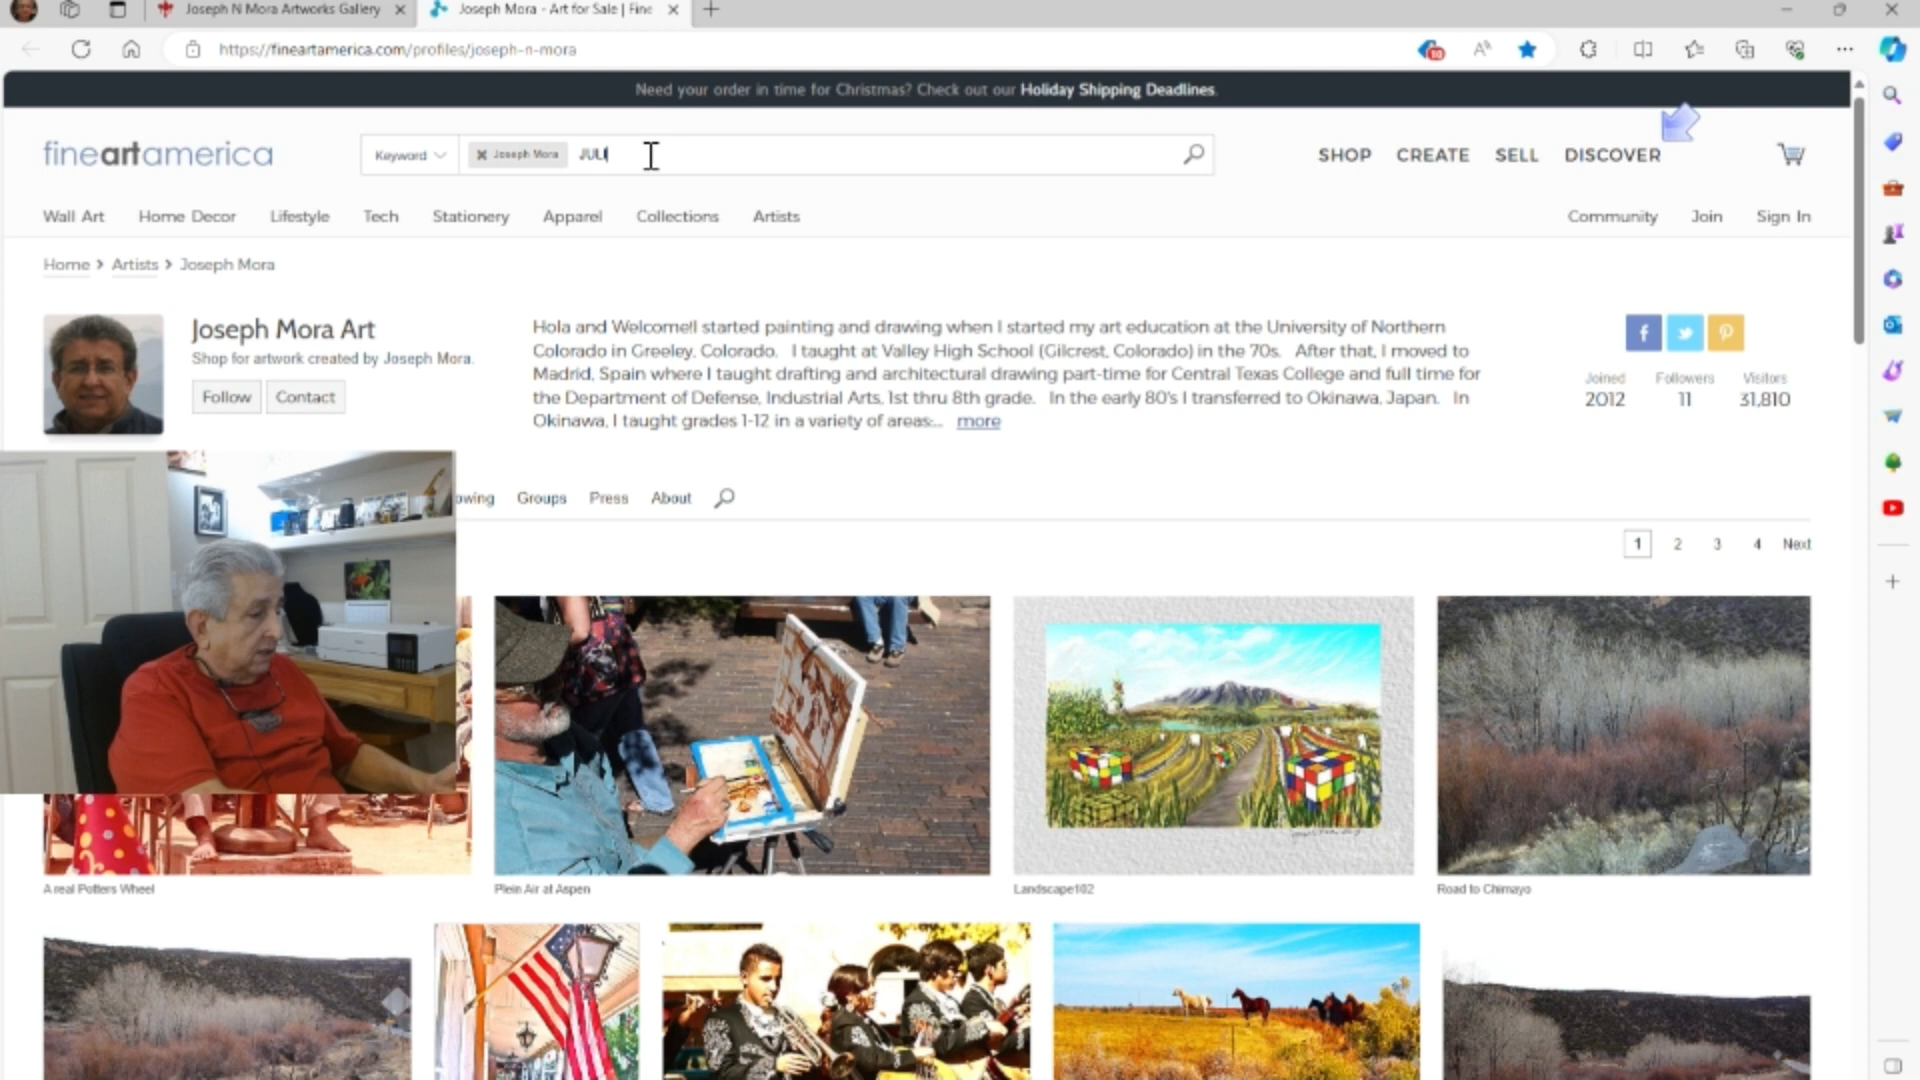 Joseph N Mora Artworks Gallery
Joseph Mora - Art for Sale | Fine
https://fineartamerica.com/profiles/joseph-n-mora
10
Need your order in time for Christmas? Check out our Holiday Shipping Deadlines.
fineartamerica
Keyword
Joseph Mora
JULI
SHOP
CREATE
SELL
DISCOVER
Wall Art
Home Decor
Lifestyle
Tech
Stationery
Apparel
Collections
Artists
Community
Join
Sign In
Home > Artists > Joseph Mora
Joseph Mora Art
Shop for artwork created by Joseph Mora.
Follow
Contact
Hola and Welcome!I started painting and drawing when I started my art education at the University of Northern
Colorado in Greeley, Colorado. I taught at Valley High School (Gilcrest, Colorado) in the 70s. After that, I moved to
Madrid, Spain where I taught drafting and architectural drawing part-time for Central Texas College and full time for
the Department of Defense, Industrial Arts, 1st thru 8th grade. In the early 80's I transferred to Okinawa, Japan. In
Okinawa, I taught grades 1-12 in a variety of areas:... more
Joined
2012
Followers
11
Visitors
31,810
owing
Groups
Press
About
1
2
3
4
Next
A real Potters Wheel
Plein Air at Aspen
Landscape102
Road to Chimayo